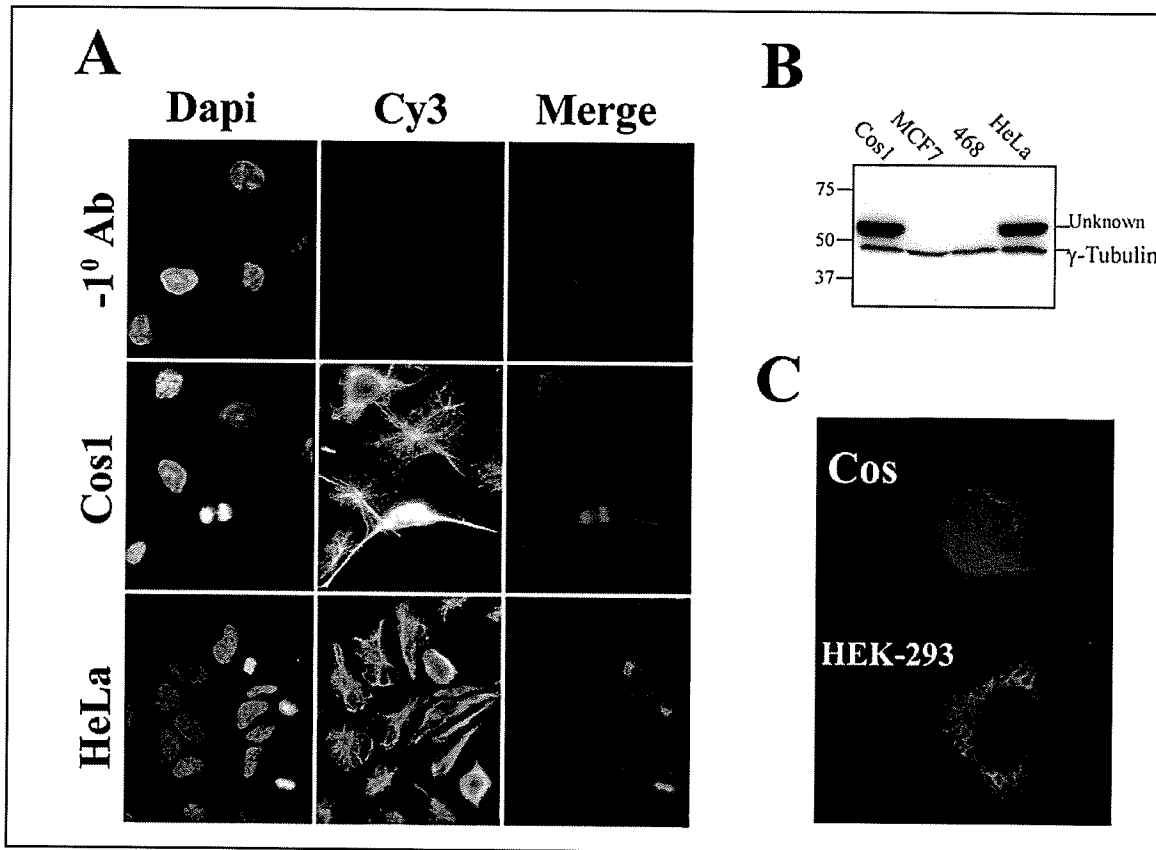 A
Dapi Cy3 Merge
-1⁰ Ab
Cos1
HeLa
B
Cos1 MCF7 468 HeLa
75
Unknown
50
γ-Tubulin
37
C
Cos
HEK-293